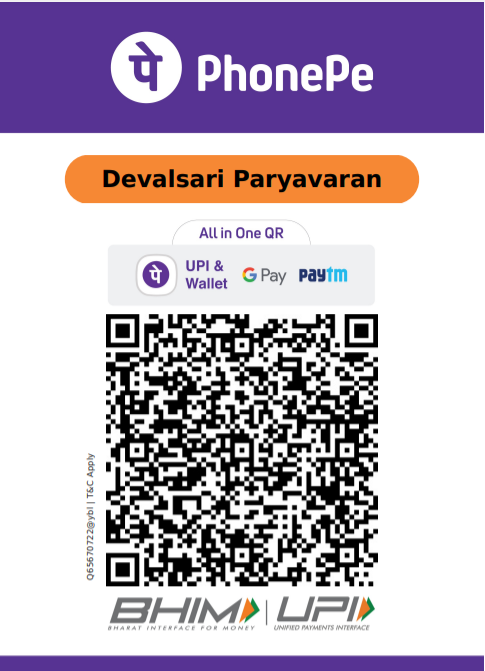 पे PhonePe
Devalsari Paryavaran
All in One QR
पे UPI &
Wallet
G Pay
paytm
Q65670722@ybl | T&C Apply
BHIM
BHARAT INTERFACE FOR MONEY
UPI
UNIFIED PAYMENTS INTERFACE